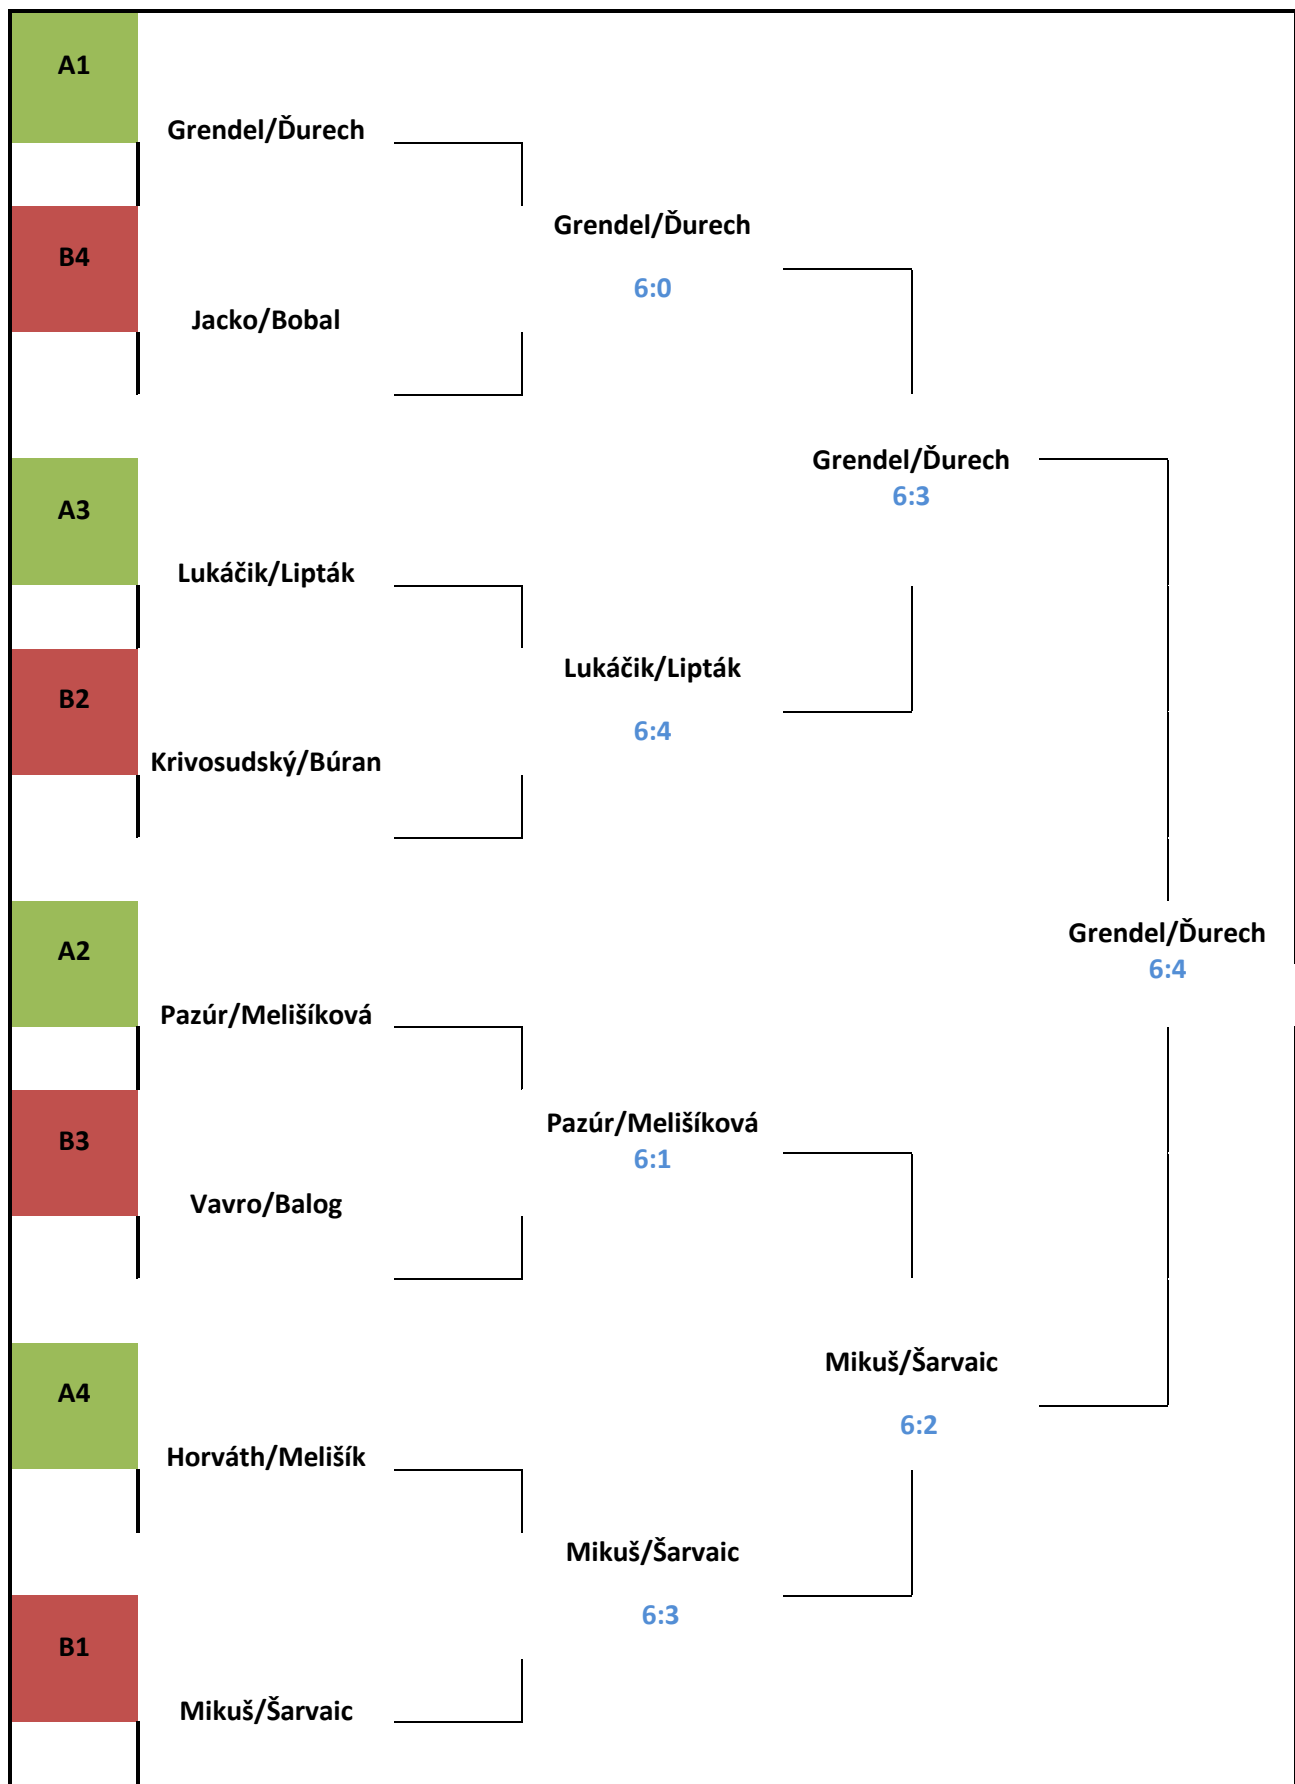 A1
Grendel/Ďurech
Grendel/Ďurech
B4
6:0
Jacko/Bobal
Grendel/Ďurech
6:3
A3
Lukáčik/Lipták
Lukáčik/Lipták
B2
6:4
Krivosudský/Búran
Grendel/Ďurech
6:4
A2
Pazúr/Melišíková
Pazúr/Melišíková
6:1
B3
Vavro/Balog
Mikuš/Šarvaic
6:2
A4
Horváth/Melišík
Mikuš/Šarvaic
6:3
B1
Mikuš/Šarvaic